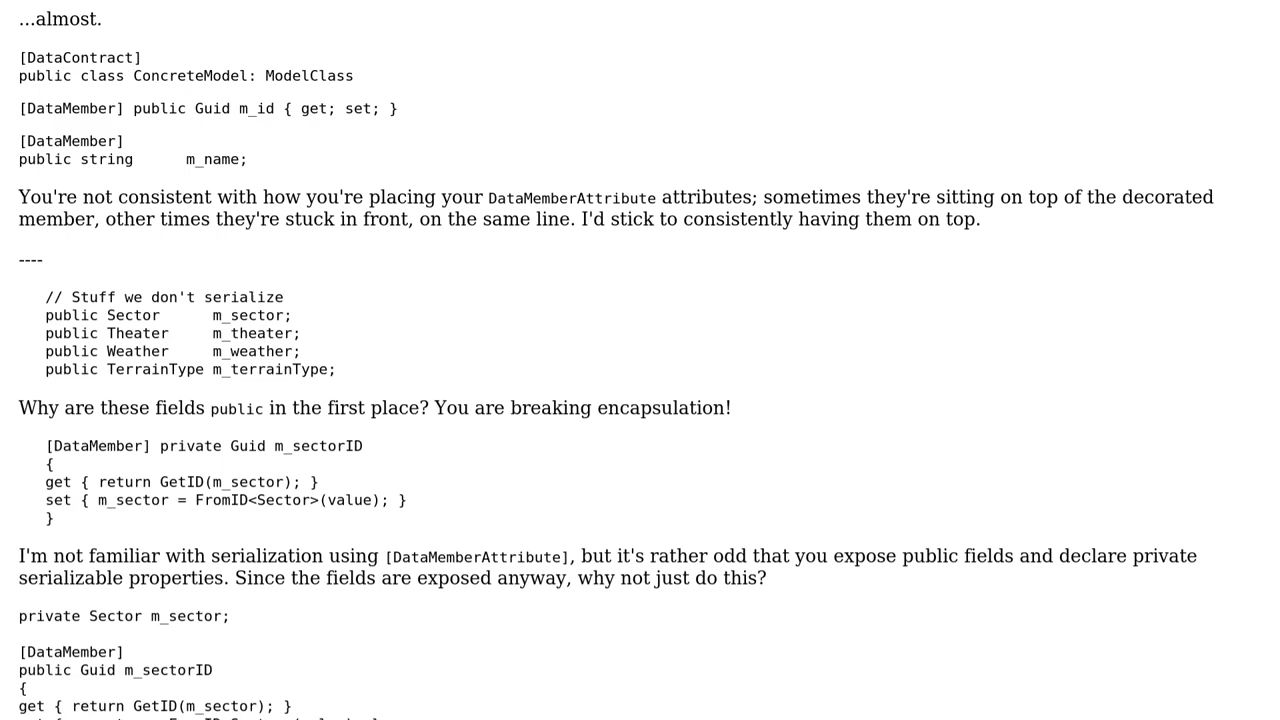 ...almost.
[DataContract]
public class ConcreteModel: ModelClass
[DataMember] public Guid m_id { get; set; }
[DataMember]
public string      m_name;
You're not consistent with how you're placing your DataMemberAttribute attributes; sometimes they're sitting on top of the decorated
member, other times they're stuck in front, on the same line. I'd stick to consistently having them on top.
----
// Stuff we don't serialize
public Sector      m_sector;
public Theater     m_theater;
public Weather     m_weather;
public TerrainType m_terrainType;
Why are these fields public in the first place? You are breaking encapsulation!
[DataMember] private Guid m_sectorID
{
get { return GetID(m_sector); }
set { m_sector = FromID<Sector>(value); }
}
I'm not familiar with serialization using [DataMemberAttribute], but it's rather odd that you expose public fields and declare private
serializable properties. Since the fields are exposed anyway, why not just do this?
private Sector m_sector;
[DataMember]
public Guid m_sectorID
{
get { return GetID(m_sector); }